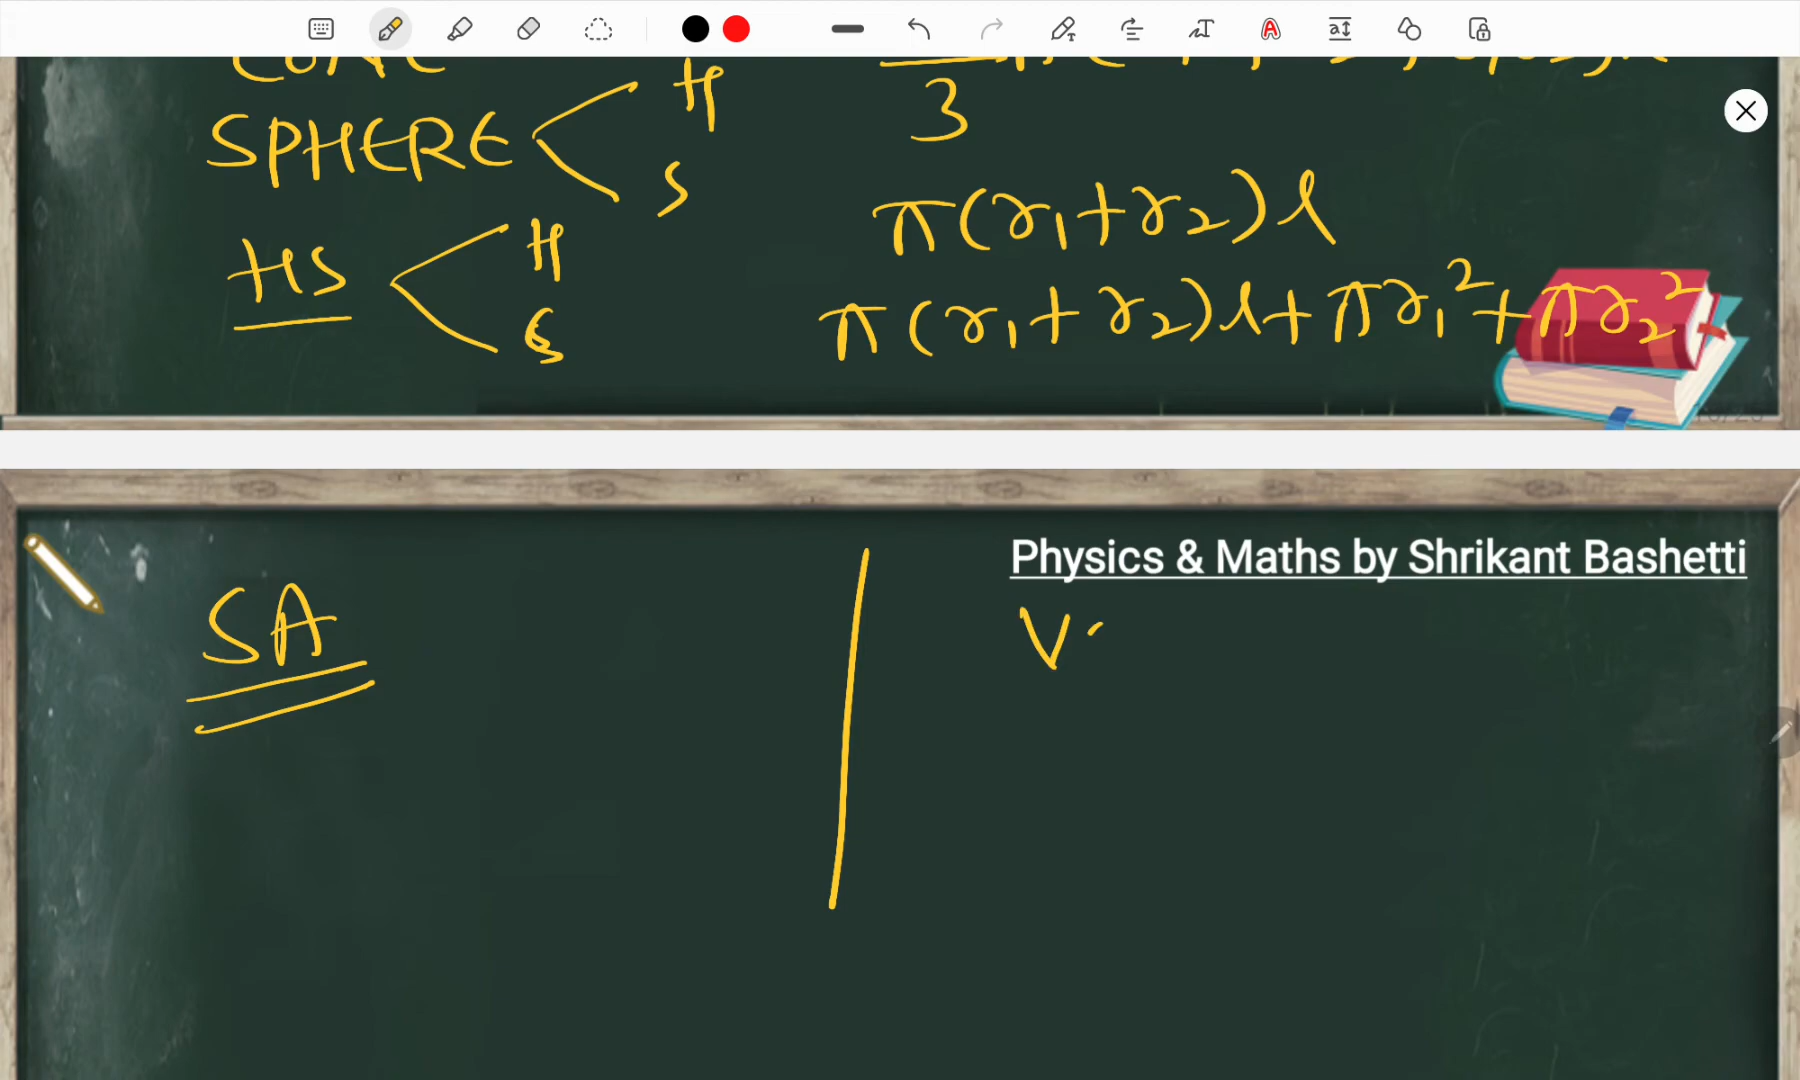 SPHERE H
S
HS H
S
3
π(r₁+r₂)l
π(r₁+r₂)l+πr₁²+πr₂²
Physics & Maths by Shrikant Bashetti
SA
V